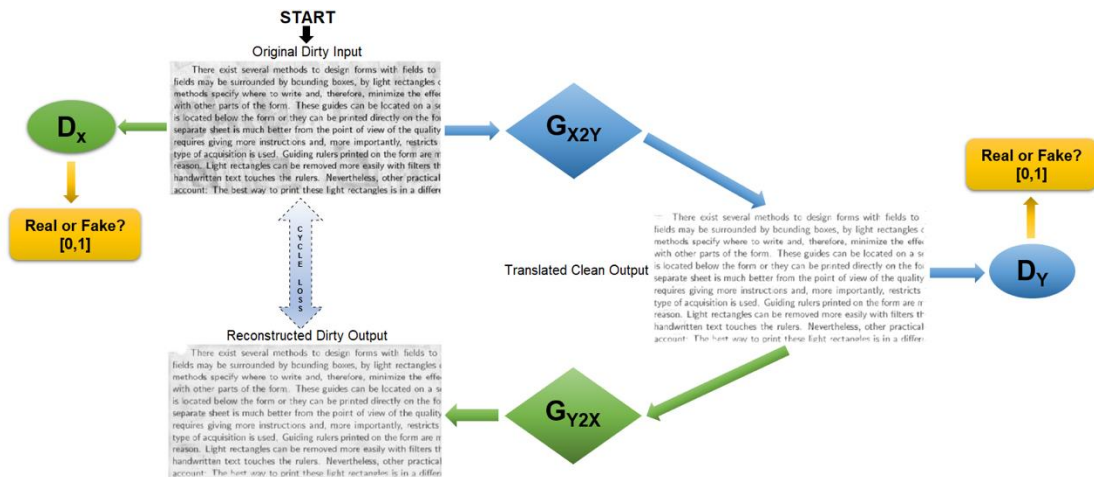 START
Original Dirty Input
There exist several methods to design forms with fields to
fields may be surrounded by bounding boxes, by light rectangles
methods specify where to write and, therefore, minimize the effe
with other parts of the form. These guides can be located on a se
is located below the form or they can be printed directly on the fo
separate sheet is much better from the point of view of the quality
requires giving more instructions and, more importantly, restricts
type of acquisition is used. Guiding rulers printed on the form are m
reason. Light rectangles can be removed more easily with filters th
handwritten text touches the rulers. Nevertheless, other practical
account: The best way to print these light rectangles is in a differe
DX
Real or Fake?
[0,1]
GX2Y
Translated Clean Output
There exist several methods to design forms with fields to
fields may be surrounded by bounding boxes, by light rectangles
methods specify where to write and, therefore, minimize the effe
with other parts of the form. These guides can be located on a se
is located below the form or they can be printed directly on the fo
separate sheet is much better from the point of view of the quality
requires giving more instructions and, more importantly, restricts
type of acquisition is used. Guiding rulers printed on the form are m
reason. Light rectangles can be removed more easily with filters th
handwritten text touches the rulers. Nevertheless, other practical
account: The best way to print these light rectangles is in a differe
Real or Fake?
[0,1]
DY
CYCLE LOSS
GY2X
Reconstructed Dirty Output
There exist several methods to design forms with fields to
fields may be surrounded by bounding boxes, by light rectangles
methods specify where to write and, therefore, minimize the effe
with other parts of the form. These guides can be located on a se
is located below the form or they can be printed directly on the fo
separate sheet is much better from the point of view of the quality
requires giving more instructions and, more importantly, restricts
type of acquisition is used. Guiding rulers printed on the form are m
reason. Light rectangles can be removed more easily with filters th
handwritten text touches the rulers. Nevertheless, other practical
account: The best way to print these light rectangles is in a differe